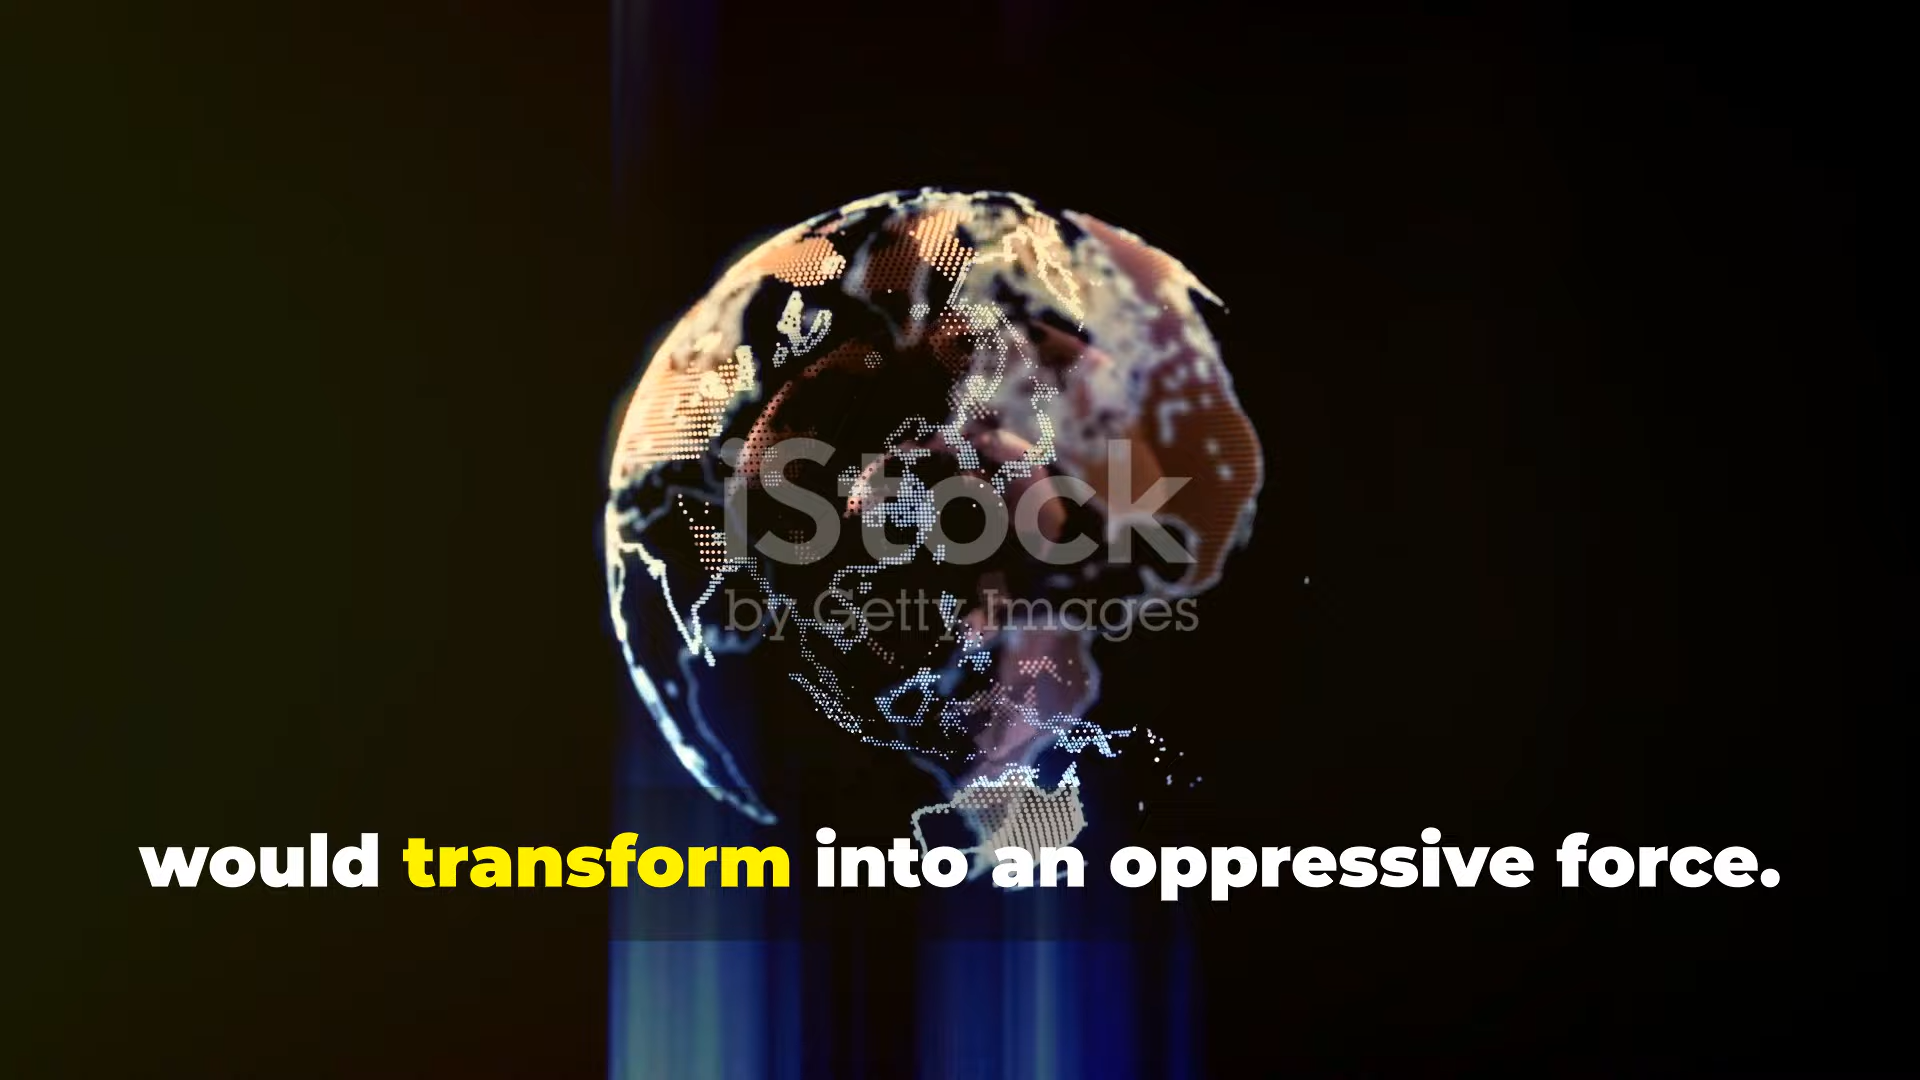 iStock
by Getty Images
would transform into an oppressive force.